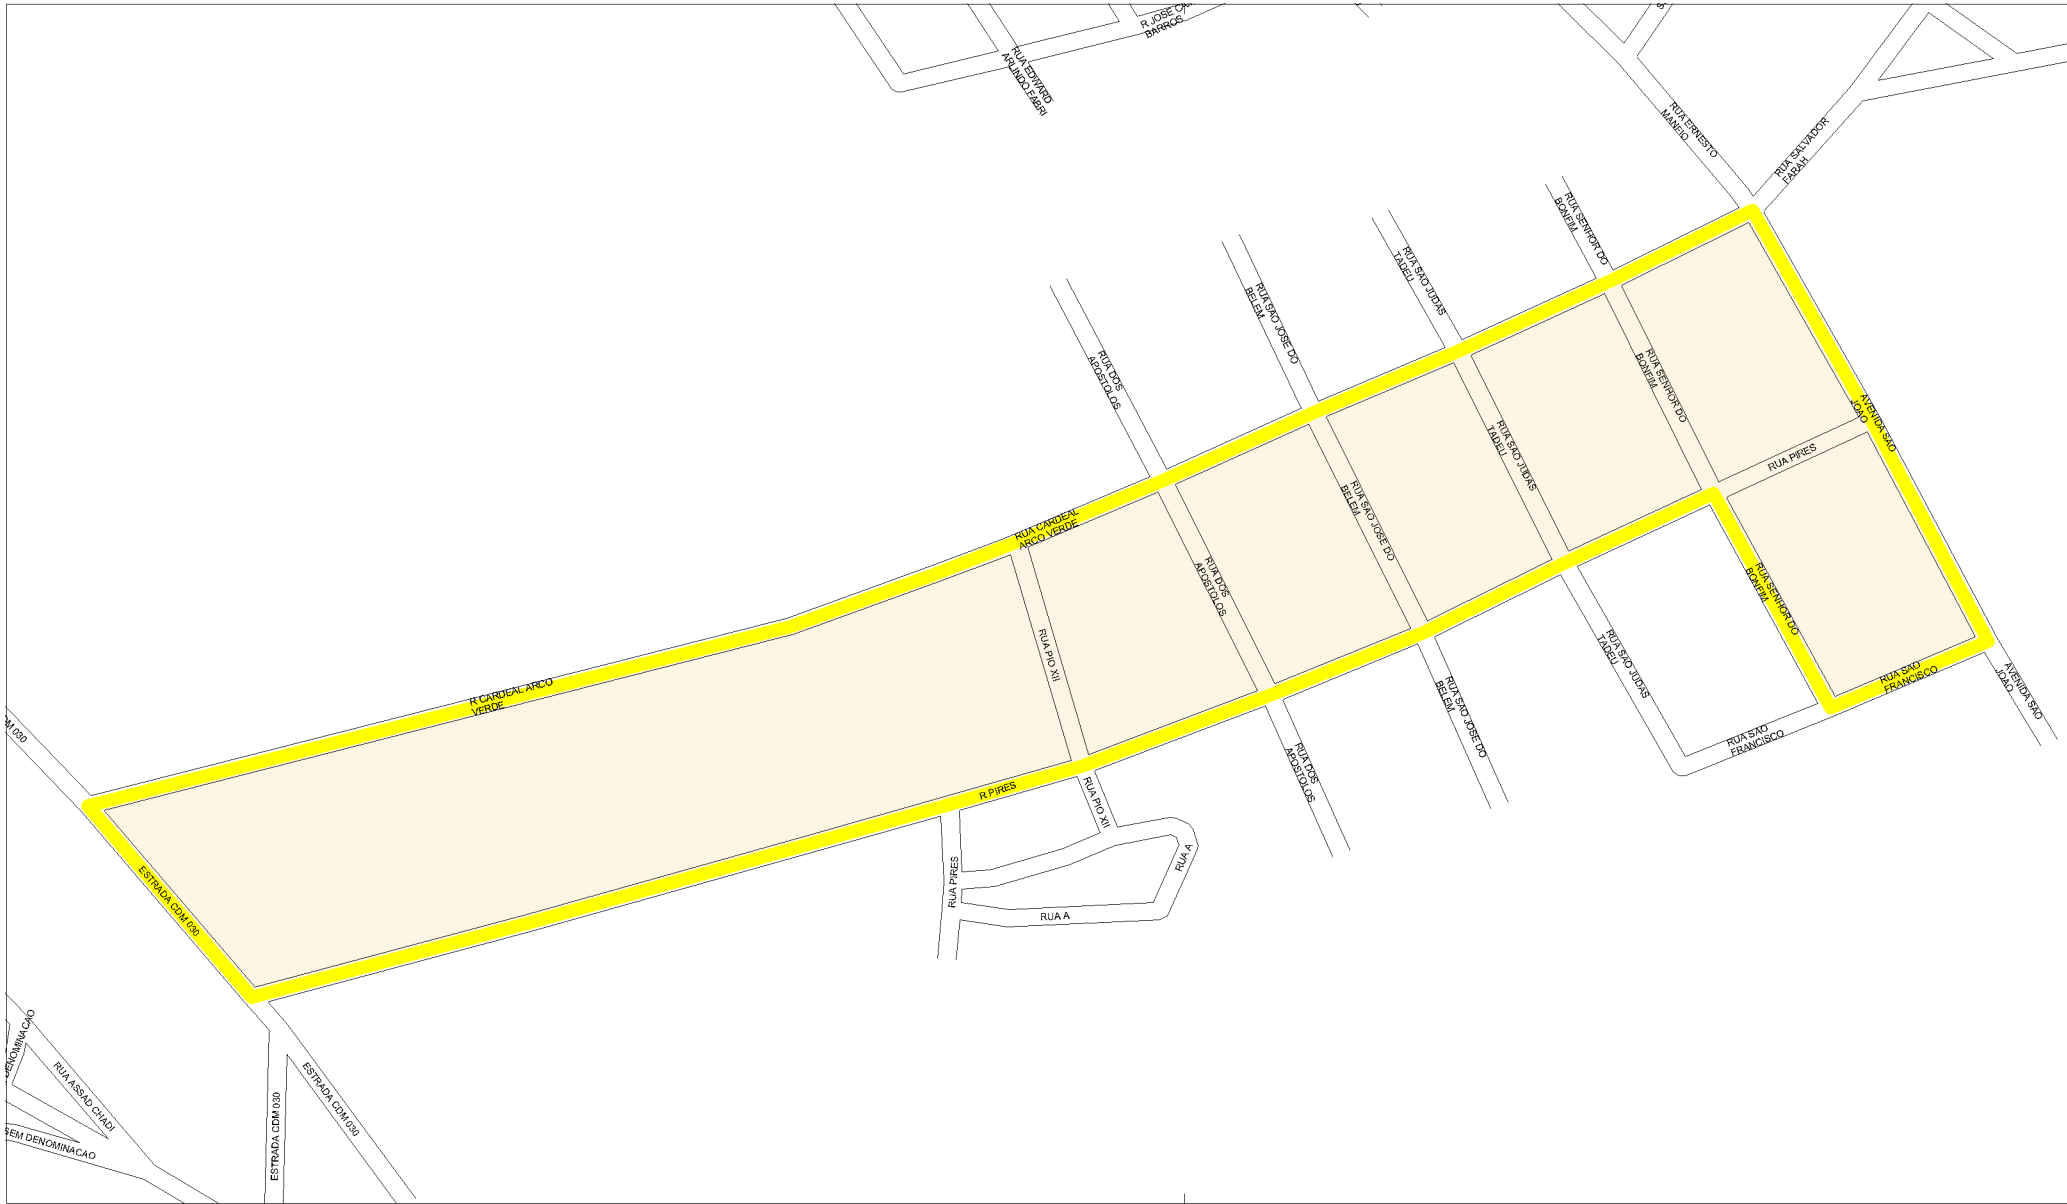 R JOSE
BARROS
RUA EDWARD
ARLINDO FABRI
RUA ERNESTO
MANFIO
RUA SALVADOR
FARAH
RUA SENHOR DO
BONFIM
RUA SAO JUDAS
TADEU
RUA SAO JOSE DO
BELEM
RUA DOS
APOSTOLOS
RUA SENHOR DO
BONFIM
AVENIDA SAO
JOAO
RUA PIRES
RUA SAO JUDAS
TADEU
RUA SAO JOSE DO
BELEM
RUA CARDEAL
ARCO VERDE
RUA DOS
APOSTOLOS
RUA SENHOR DO
BONFIM
RUA PIO XII
RUA SAO JUDAS
TADEU
RUA SAO
FRANCISCO
AVENIDA SAO
JOAO
R CARDEAL ARCO
VERDE
RUA SAO JOSE DO
BELEM
RUA SAO
FRANCISCO
030
RUA DOS
APOSTOLOS
R PIRES
RUA PIO XII
RUA A
RUA PIRES
ESTRADA CDM 030
RUA A
DENOMINACAO
RUA ASSAD CHADI
ESTRADA CDM 030
ESTRADA CDM 030
SEM DENOMINACAO